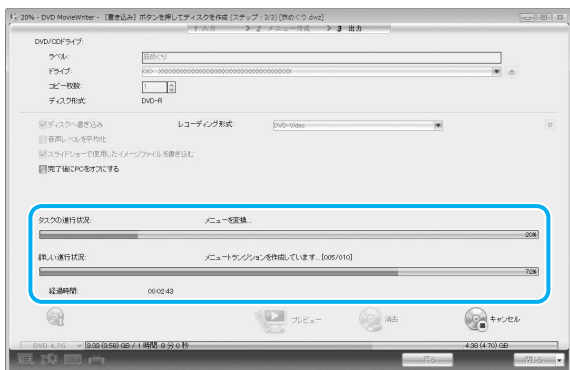 20% - DVD MovieWriter - [書き込み] ボタンを押してディスクを作成 (ステップ : 3/3) [旅めぐり.dwz]
1 入力 > 2 メニュー作成 > 3 出力
DVD/CDドライブ:
ラベル: 旅めぐり
ドライブ:
コピー枚数: 1
ディスク形式: DVD-R
ディスクへ書き込み レコーディング形式: DVD-Video
音声レベルを平均化
スライドショーで使用したイメージファイルを書き込む
完了後にPCをオフにする
タスクの進行状況: メニューを変換...
20%
詳しい進行状況: メニュートランジションを作成しています...[005/010]
72%
経過時間: 00:02:43
プレビュー 消去 キャンセル
DVD 4.7G 3.33 (3.58) GB / 1 時間 8 分 0 秒 4.38 (4.70) GB
戻る 閉じる